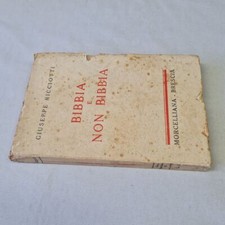 GIUSEPPE RICCIOTTI
BIBBIA
E
NON BIBBIA
MORCELLIANA - BRESCIA